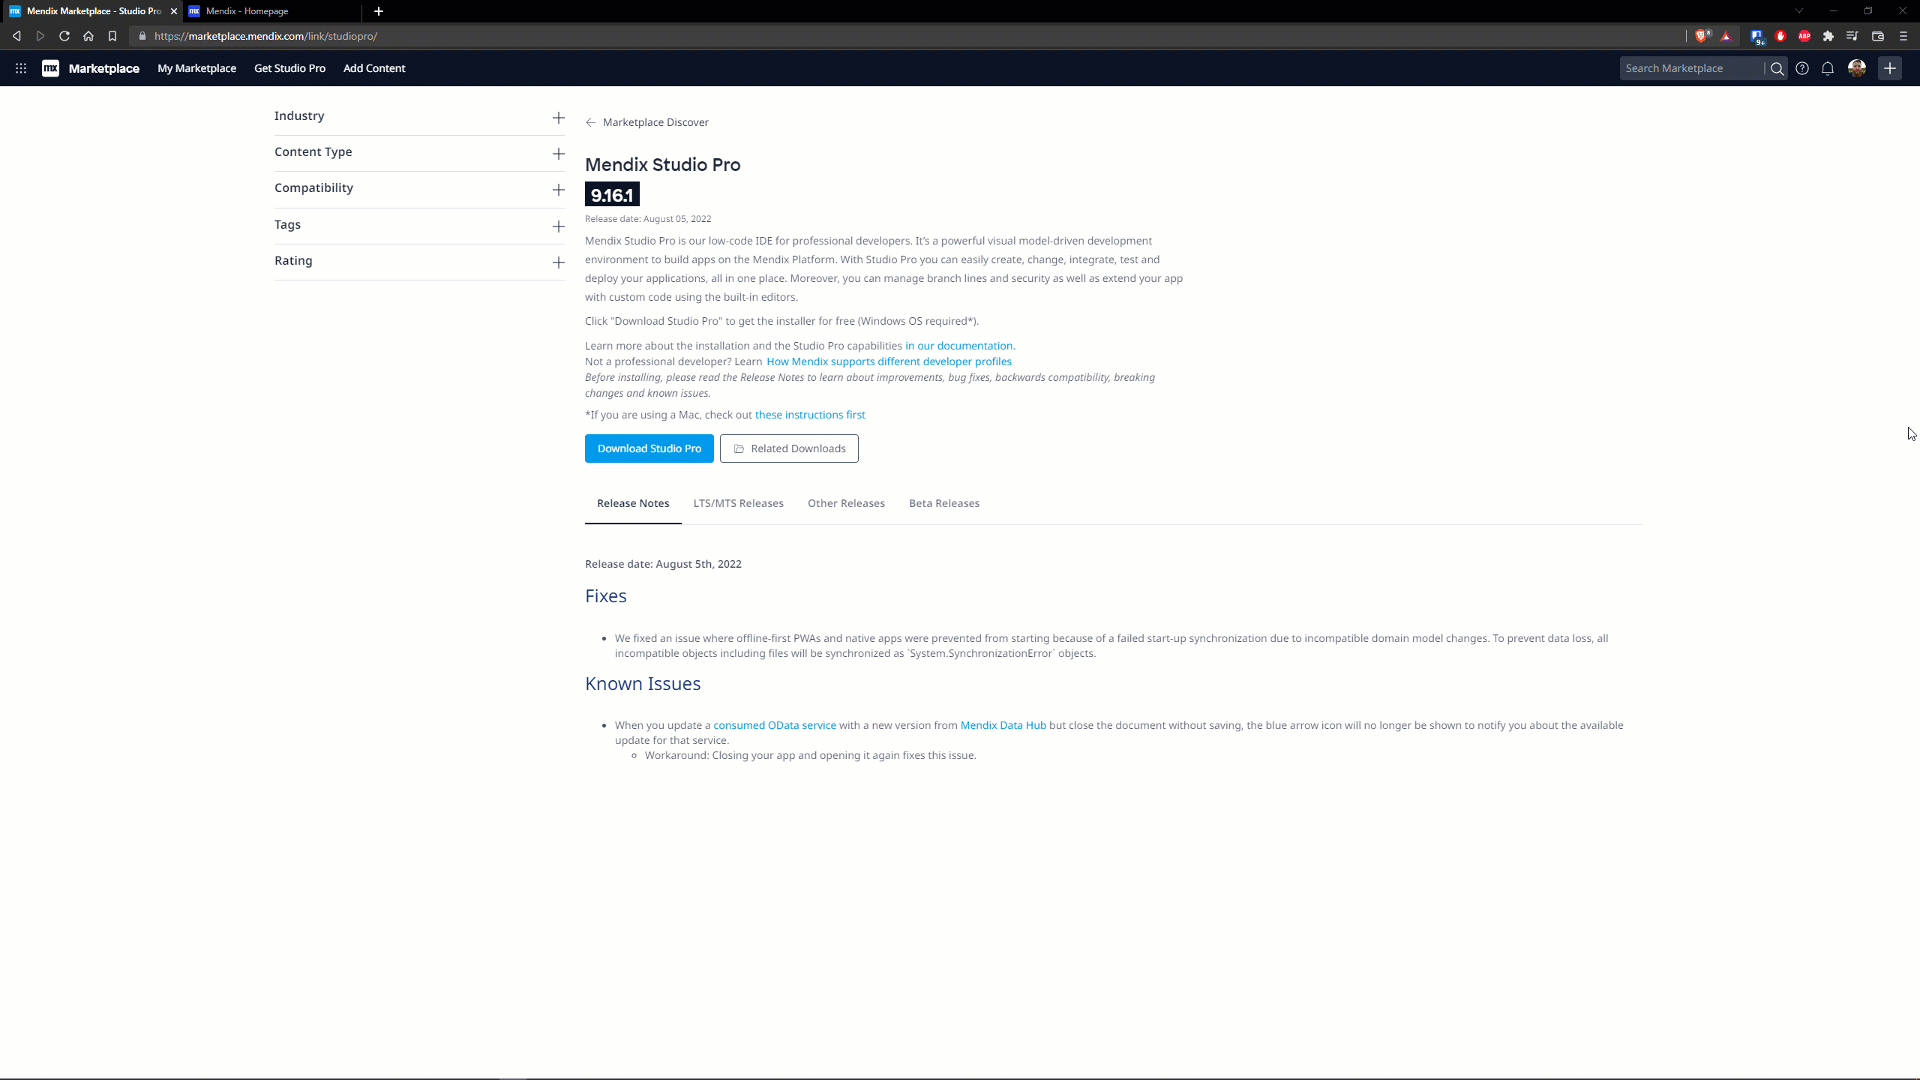 Mendix Marketplace - Studio Pro
Mendix - Homepage
https://marketplace.mendix.com/link/studiopro/
mx Marketplace My Marketplace Get Studio Pro Add Content
Search Marketplace
Industry
Content Type
Compatibility
Tags
Rating
Marketplace Discover
Mendix Studio Pro
9.16.1
Release date: August 05, 2022
Mendix Studio Pro is our low-code IDE for professional developers. It's a powerful visual model-driven development
environment to build apps on the Mendix Platform. With Studio Pro you can easily create, change, integrate, test and
deploy your applications, all in one place. Moreover, you can manage branch lines and security as well as extend your app
with custom code using the built-in editors.
Click "Download Studio Pro" to get the installer for free (Windows OS required*).
Learn more about the installation and the Studio Pro capabilities in our documentation.
Not a professional developer? Learn How Mendix supports different developer profiles
Before installing, please read the Release Notes to learn about improvements, bug fixes, backwards compatibility, breaking
changes and known issues.
*If you are using a Mac, check out these instructions first
Download Studio Pro
Related Downloads
Release Notes LTS/MTS Releases Other Releases Beta Releases
Release date: August 5th, 2022
Fixes
• We fixed an issue where offline-first PWAs and native apps were prevented from starting because of a failed start-up synchronization due to incompatible domain model changes. To prevent data loss, all
incompatible objects including files will be synchronized as `System.SynchronizationError` objects.
Known Issues
• When you update a consumed OData service with a new version from Mendix Data Hub but close the document without saving, the blue arrow icon will no longer be shown to notify you about the available
update for that service.
Workaround: Closing your app and opening it again fixes this issue.